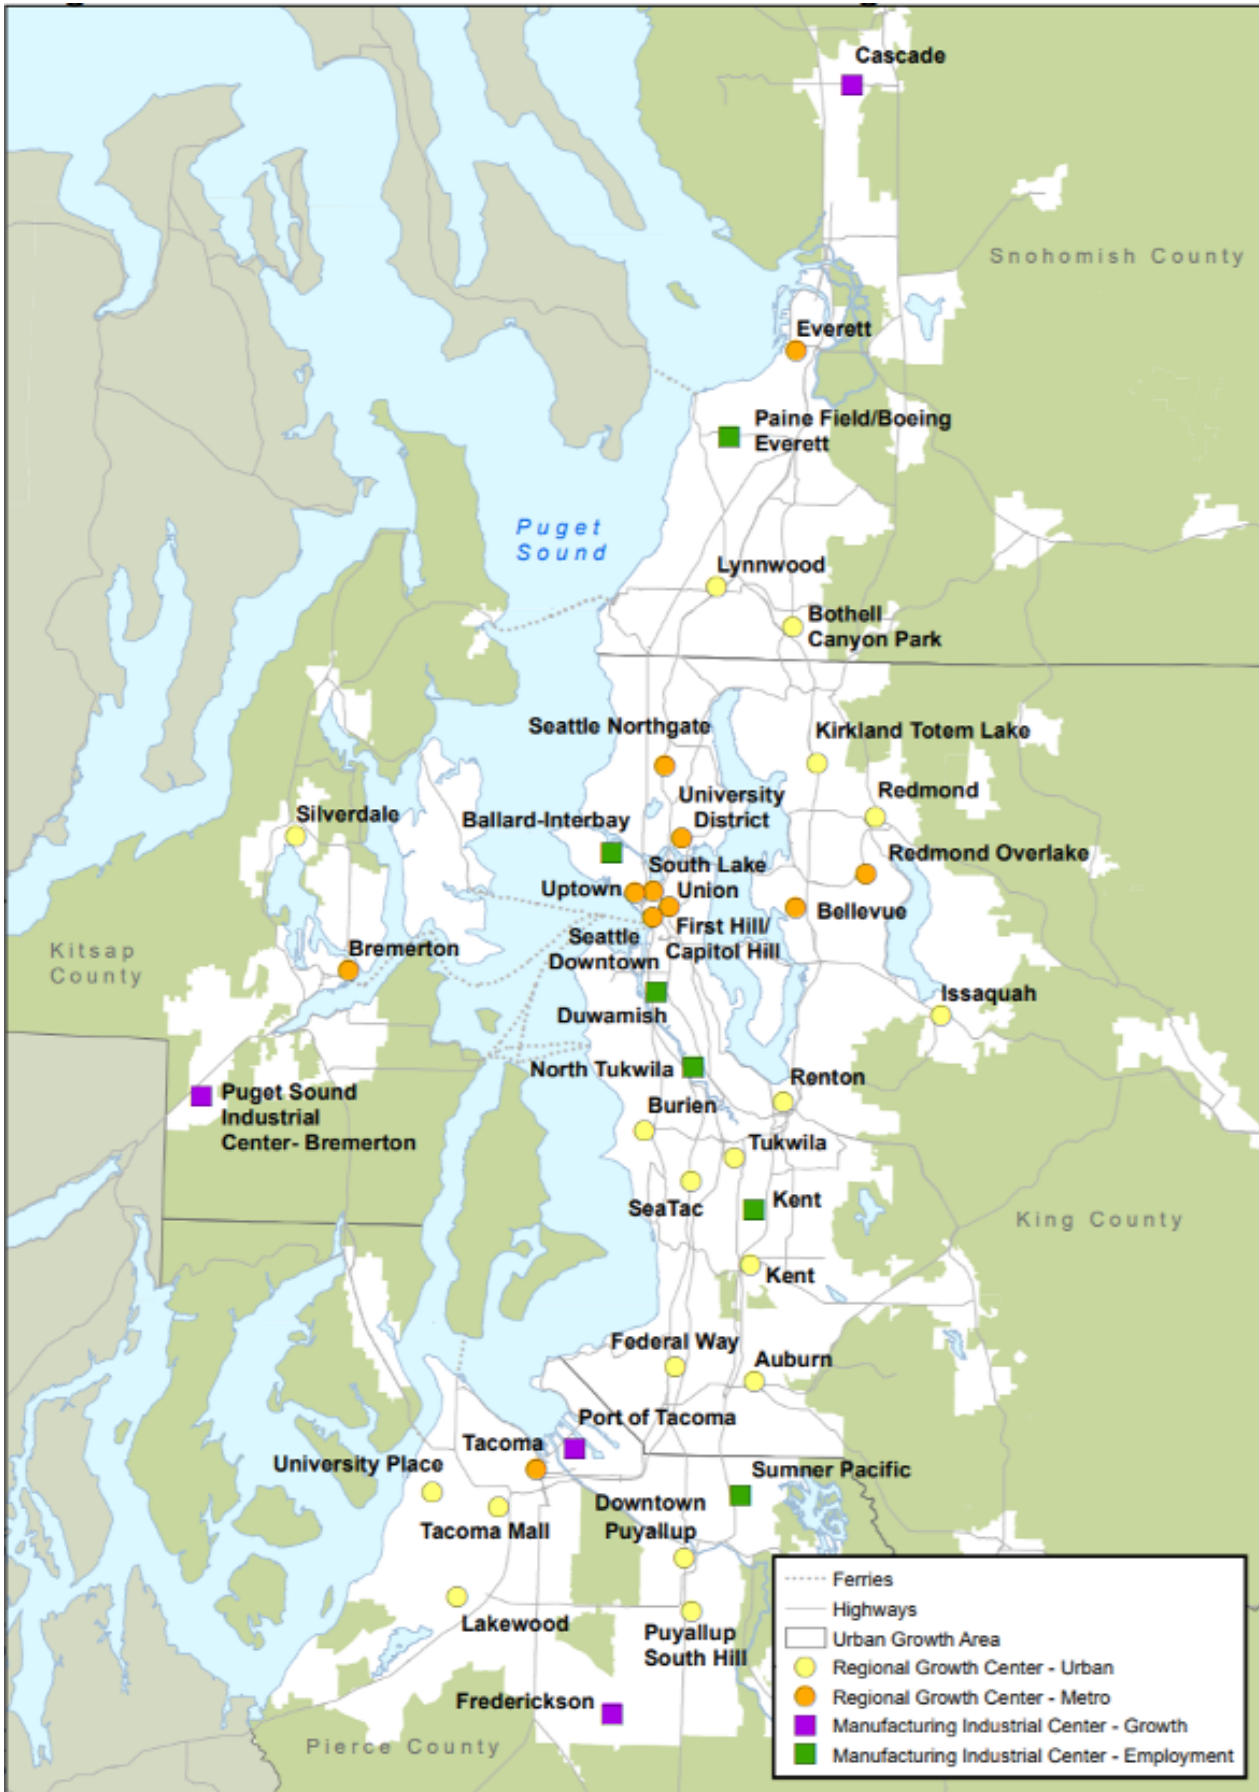 Cascade
Snohomish County
Everett
Paine Field/Boeing
Everett
Puget
Sound
Lynnwood
Bothell
Canyon Park
Seattle Northgate
Kirkland Totem Lake
University
District
Redmond
Silverdale
Ballard-Interbay
Redmond Overlake
South Lake
Union
Uptown
Bellevue
First Hill/
Capitol Hill
Seattle
Downtown
Kitsap
County
Bremerton
Issaquah
Duwamish
North Tukwila
Renton
Puget Sound
Industrial
Center- Bremerton
Burien
Tukwila
SeaTac
Kent
King County
Kent
Federal Way
Auburn
Port of Tacoma
Tacoma
University Place
Sumner Pacific
Tacoma Mall
Downtown
Puyallup
Lakewood
Puyallup
South Hill
Frederickson
Pierce County
Ferries
Highways
Urban Growth Area
Regional Growth Center - Urban
Regional Growth Center - Metro
Manufacturing Industrial Center - Growth
Manufacturing Industrial Center - Employment